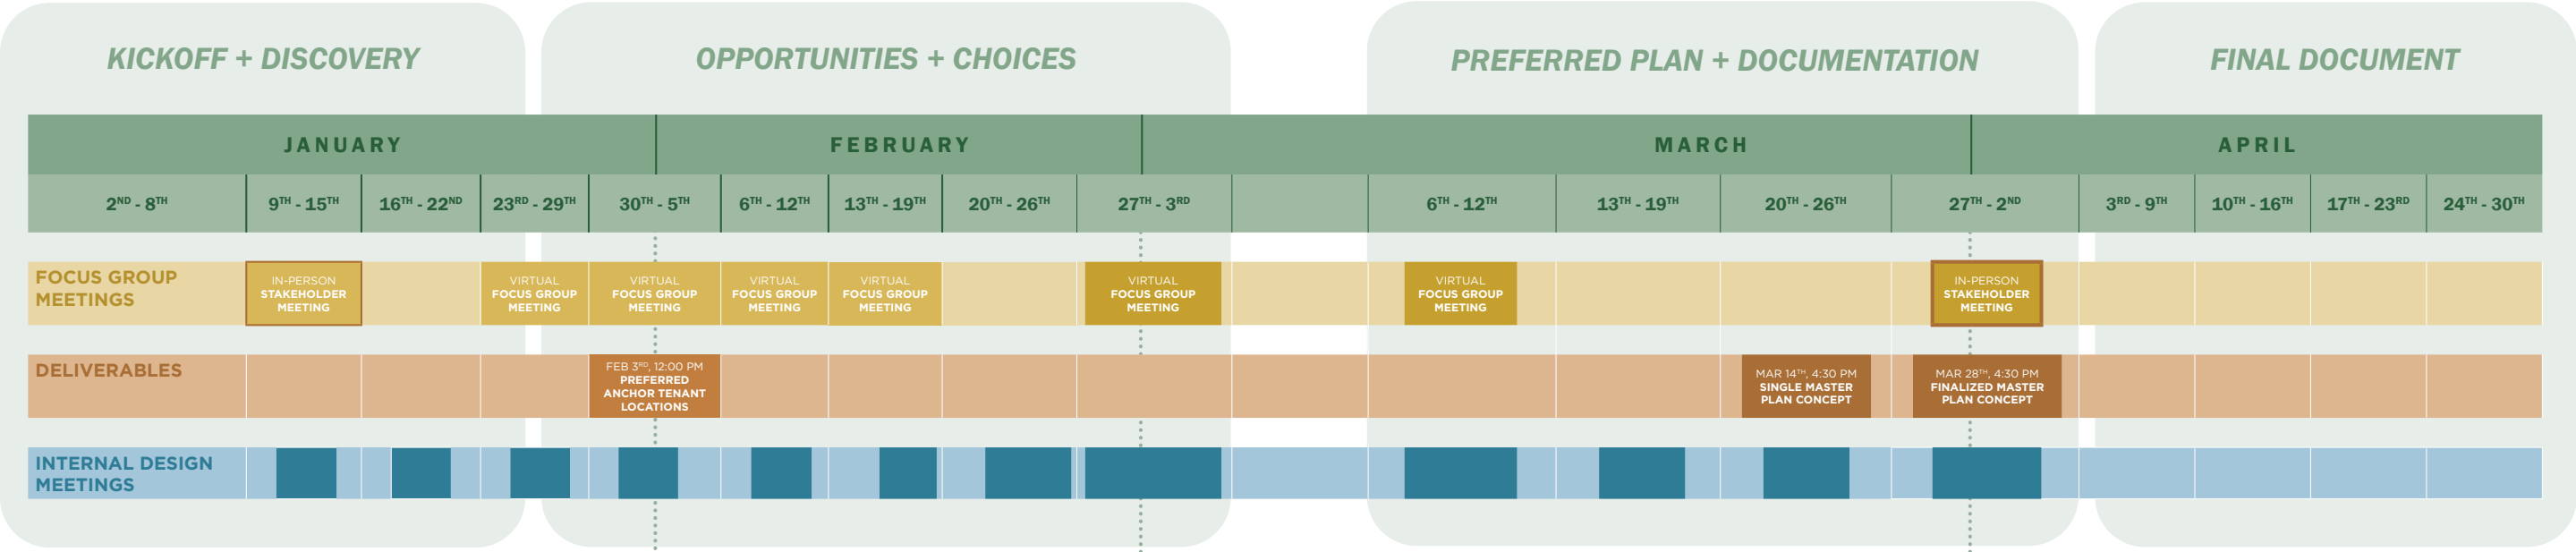 KICKOFF + DISCOVERY
OPPORTUNITIES + CHOICES
PREFERRED PLAN + DOCUMENTATION
FINAL DOCUMENT
JANUARY
FEBRUARY
MARCH
APRIL
2ND - 8TH
9TH - 15TH
16TH - 22ND
23RD - 29TH
30TH - 5TH
6TH - 12TH
13TH - 19TH
20TH - 26TH
27TH - 3RD
6TH - 12TH
13TH - 19TH
20TH - 26TH
27TH - 2ND
3RD - 9TH
10TH - 16TH
17TH - 23RD
24TH - 30TH
FOCUS GROUP
MEETINGS
IN-PERSON
STAKEHOLDER
MEETING
VIRTUAL
FOCUS GROUP
MEETING
VIRTUAL
FOCUS GROUP
MEETING
VIRTUAL
FOCUS GROUP
MEETING
VIRTUAL
FOCUS GROUP
MEETING
VIRTUAL
FOCUS GROUP
MEETING
VIRTUAL
FOCUS GROUP
MEETING
IN-PERSON
STAKEHOLDER
MEETING
DELIVERABLES
FEB 3RD, 12:00 PM
PREFERRED
ANCHOR TENANT
LOCATIONS
MAR 14TH, 4:30 PM
SINGLE MASTER
PLAN CONCEPT
MAR 28TH, 4:30 PM
FINALIZED MASTER
PLAN CONCEPT
INTERNAL DESIGN
MEETINGS